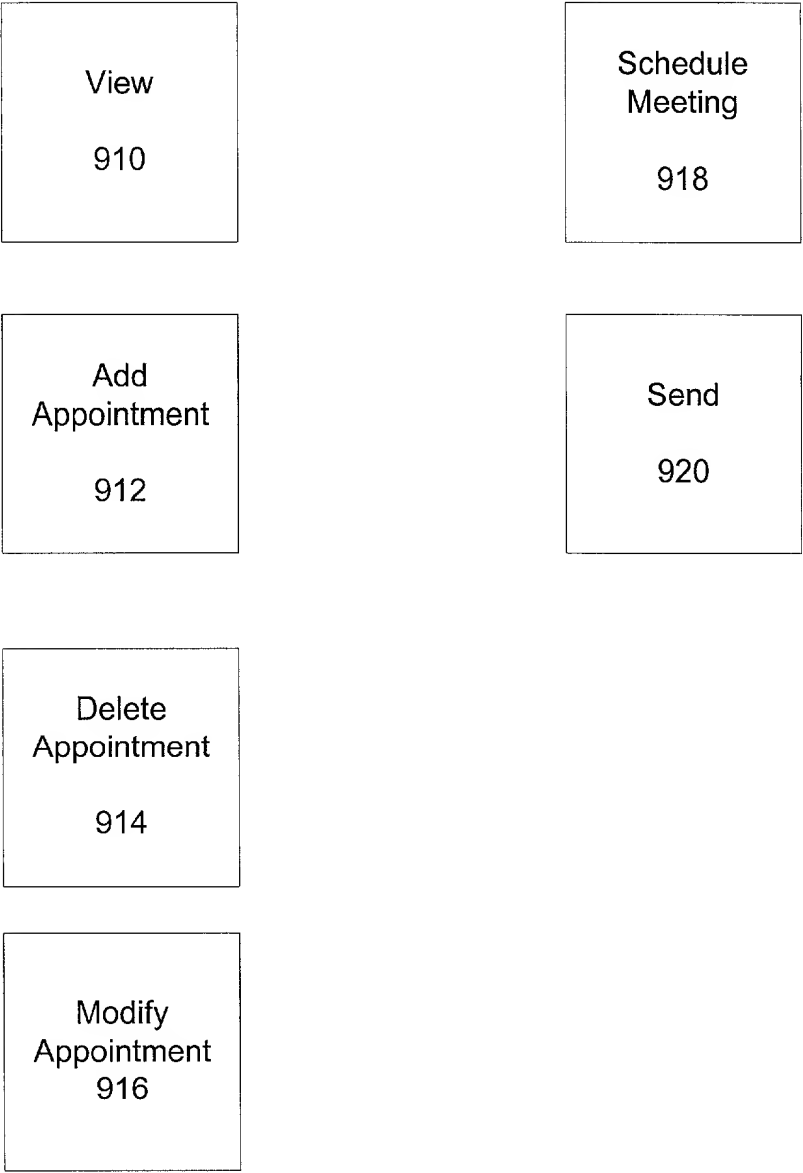 View
910
Add
Appointment
912
Delete
Appointment
914
Modify
Appointment
916
Schedule
Meeting
918
Send
920